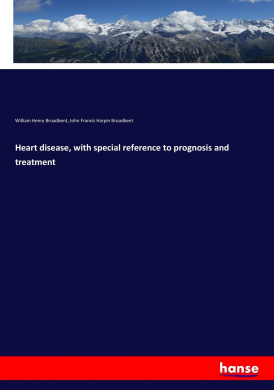 William Henry Broadbent, John Francis Harpin Broadbent
Heart disease, with special reference to prognosis and
treatment
hanse